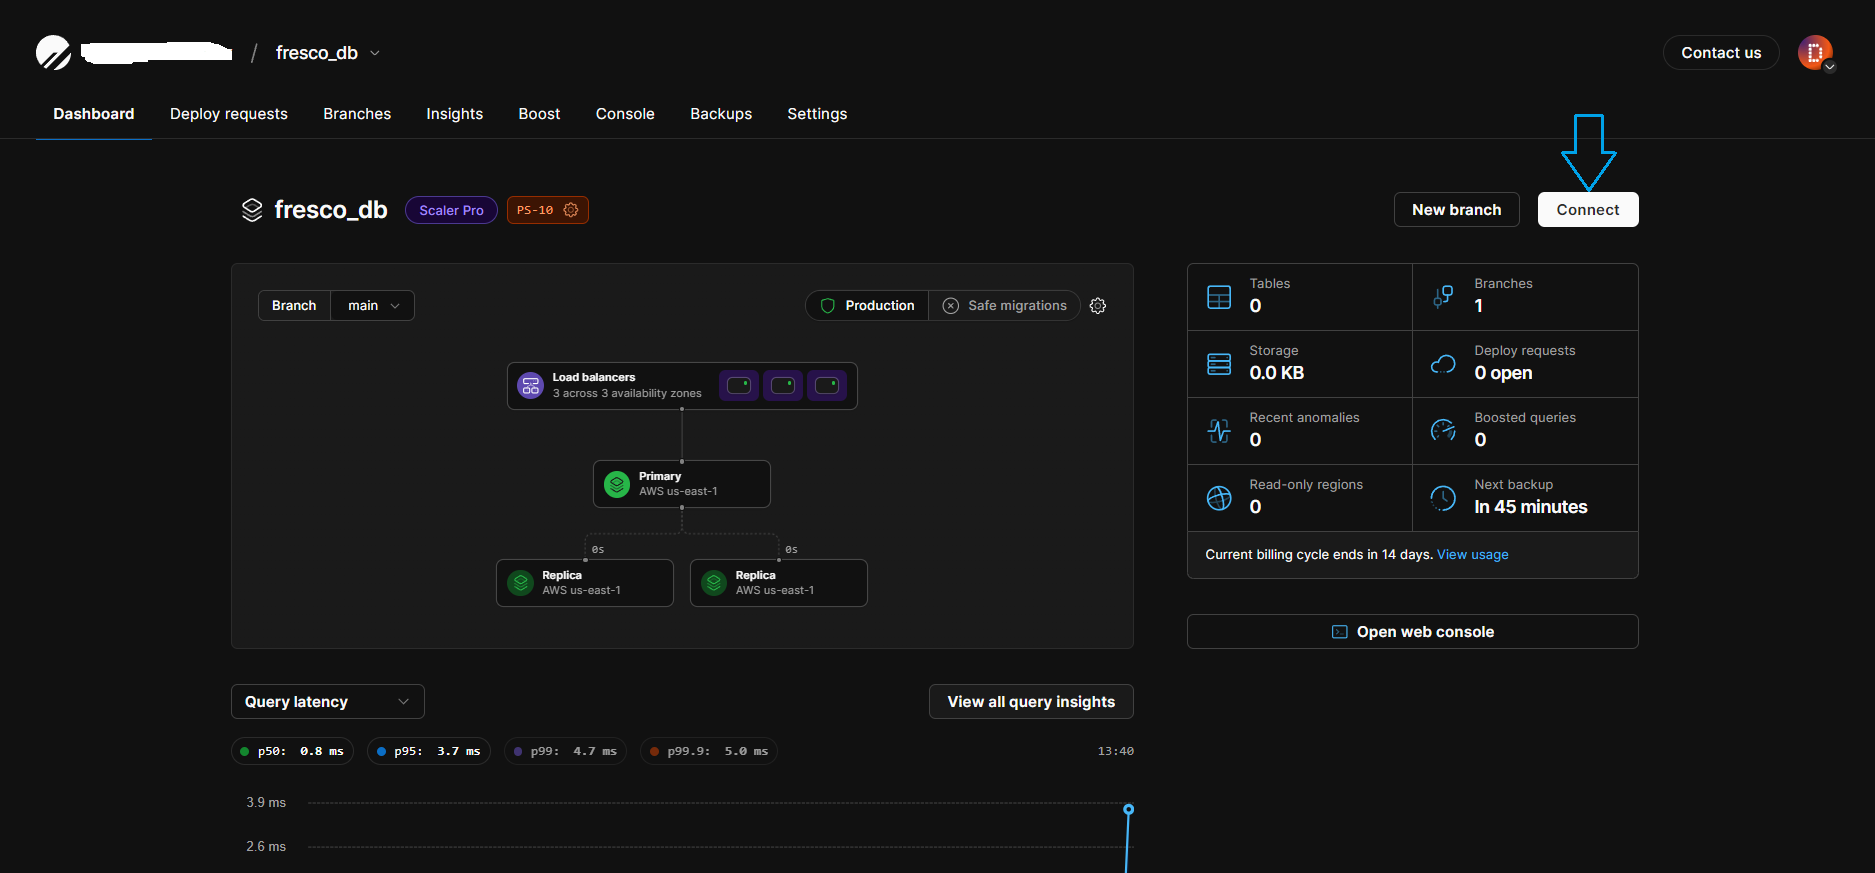 / fresco_db
Contact us
Dashboard Deploy requests Branches Insights Boost Console Backups Settings
fresco_db Scaler Pro PS-10
New branch Connect
Branch main
Production Safe migrations
Load balancers
3 across 3 availability zones
Primary
AWS us-east-1
0s 0s
Replica
AWS us-east-1
Replica
AWS us-east-1
Tables
0
Branches
1
Storage
0.0 KB
Deploy requests
0 open
Recent anomalies
0
Boosted queries
0
Read-only regions
0
Next backup
In 45 minutes
Current billing cycle ends in 14 days. View usage
Open web console
Query latency
View all query insights
p50: 0.8 ms p95: 3.7 ms p99: 4.7 ms p99.9: 5.0 ms 13:40
3.9 ms
2.6 ms